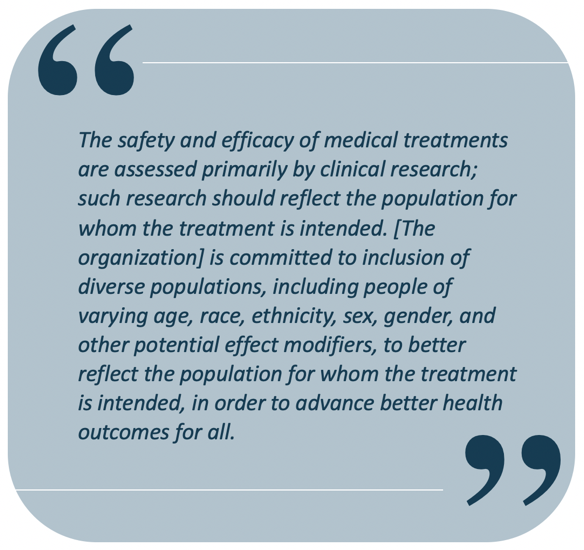 “
The safety and efficacy of medical treatments
are assessed primarily by clinical research;
such research should reflect the population for
whom the treatment is intended. [The
organization] is committed to inclusion of
diverse populations, including people of
varying age, race, ethnicity, sex, gender, and
other potential effect modifiers, to better
reflect the population for whom the treatment
is intended, in order to advance better health
outcomes for all.
”